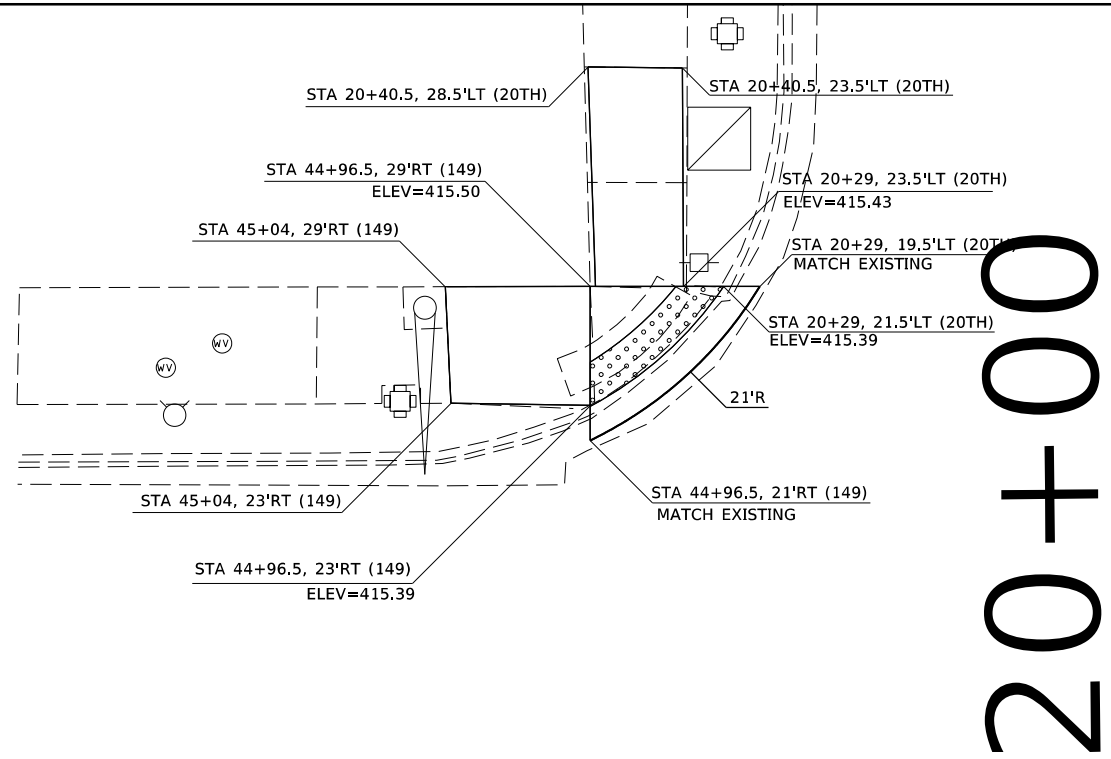 STA 20+40.5, 28.5'LT (20TH)
STA 20+40.5, 23.5'LT (20TH)
STA 44+96.5, 29'RT (149)
ELEV=415.50
STA 20+29, 23.5'LT (20TH)
ELEV=415.43
STA 45+04, 29'RT (149)
STA 20+29, 19.5'LT (20TH)
MATCH EXISTING
WV
WV
STA 20+29, 21.5'LT (20TH)
ELEV=415.39
21'R
STA 45+04, 23'RT (149)
STA 44+96.5, 21'RT (149)
MATCH EXISTING
STA 44+96.5, 23'RT (149)
ELEV=415.39
20+00